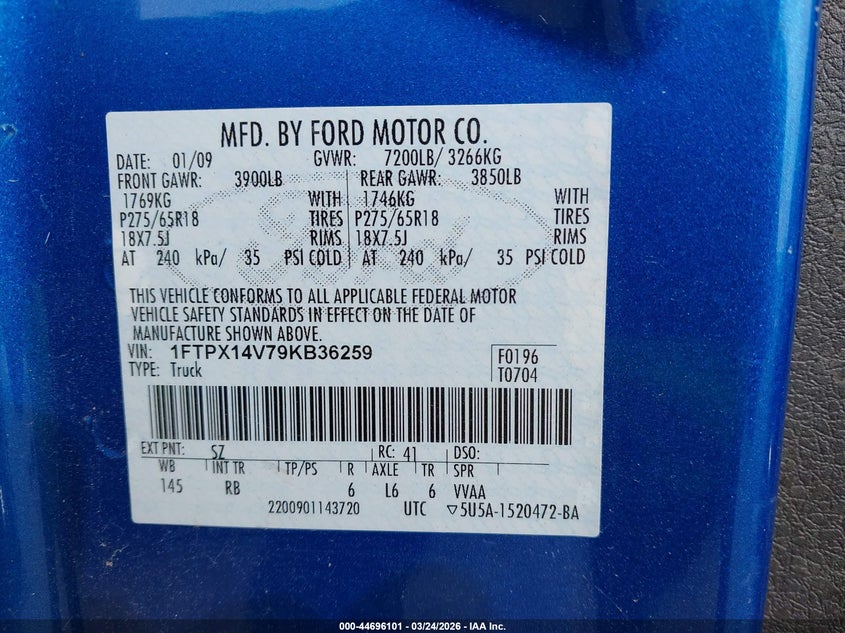 MFD. BY FORD MOTOR CO.
DATE: 01/09 GVWR: 7200LB/ 3266KG
FRONT GAWR: 3900LB REAR GAWR: 3850LB
1769KG WITH 1746KG WITH
P275/65R18 TIRES P275/65R18 TIRES
18X7.5J RIMS 18X7.5J RIMS
AT 240 kPa/ 35 PSI COLD AT 240 kPa/ 35 PSI COLD
THIS VEHICLE CONFORMS TO ALL APPLICABLE FEDERAL MOTOR
VEHICLE SAFETY STANDARDS IN EFFECT ON THE DATE OF
MANUFACTURE SHOWN ABOVE.
VIN: 1FTPX14V79KB36259 F0196
TYPE: Truck T0704
EXT PNT: SZ RC: 41 DSO:
WB INT TR TP/PS R AXLE TR SPR
145 RB 6 L6 6 VVAA
2200901143720 UTC ▽5U5A-1520472-BA
000-44696101 - 03/24/2026 - IAA Inc.